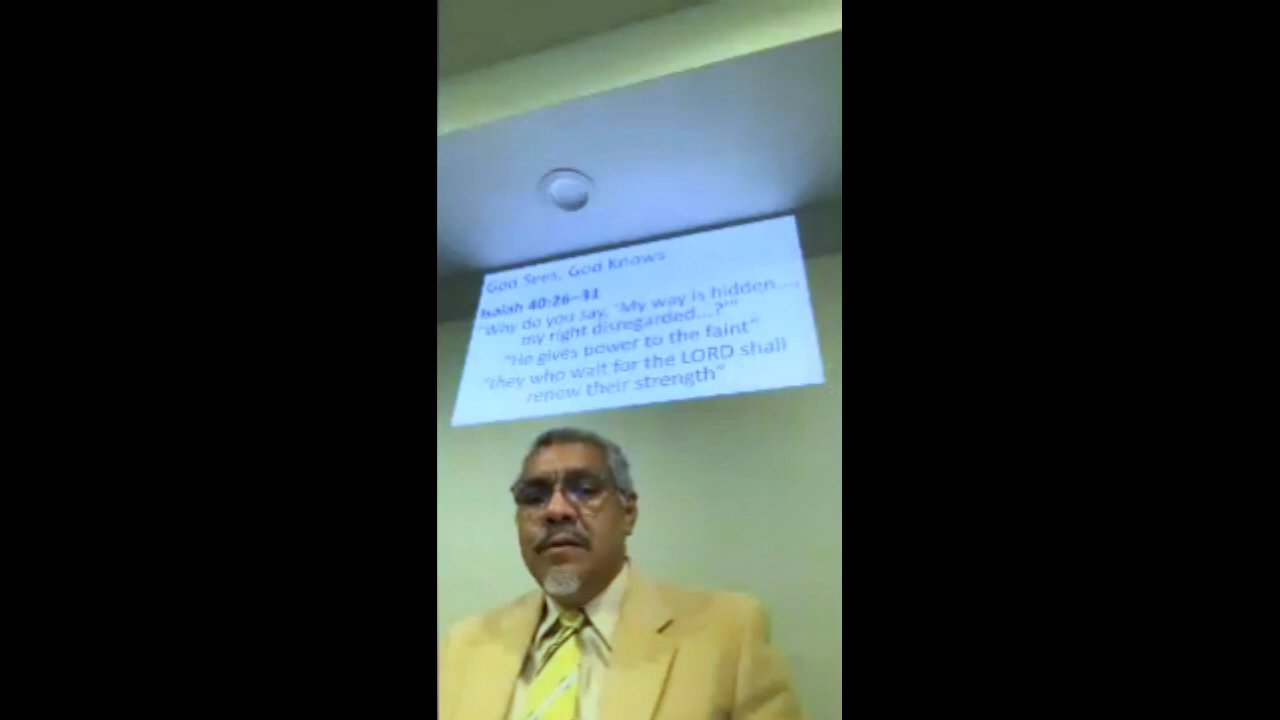 God Sees, God Knows
Isaiah 40:26–31
“Why do you say, ‘My way is hidden…,
my right disregarded…?’”
“He gives power to the faint”
“They who wait for the LORD shall
renew their strength”